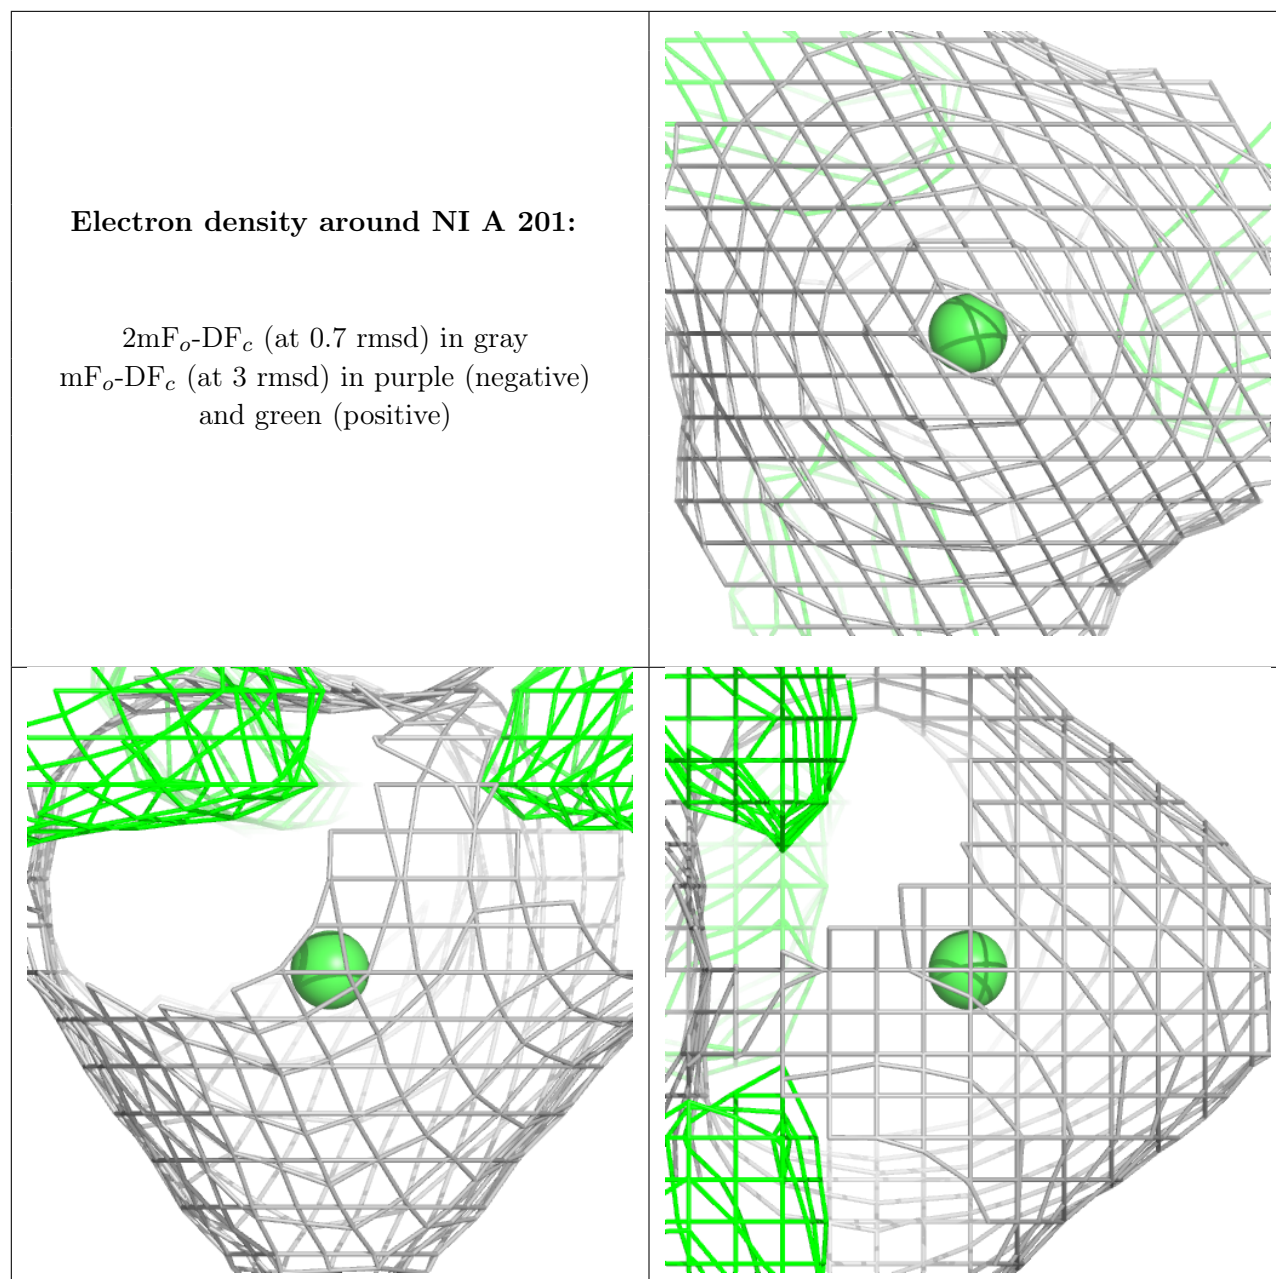 Electron density around NI A 201:
2mFo-DFc (at 0.7 rmsd) in gray
mFo-DFc (at 3 rmsd) in purple (negative)
and green (positive)